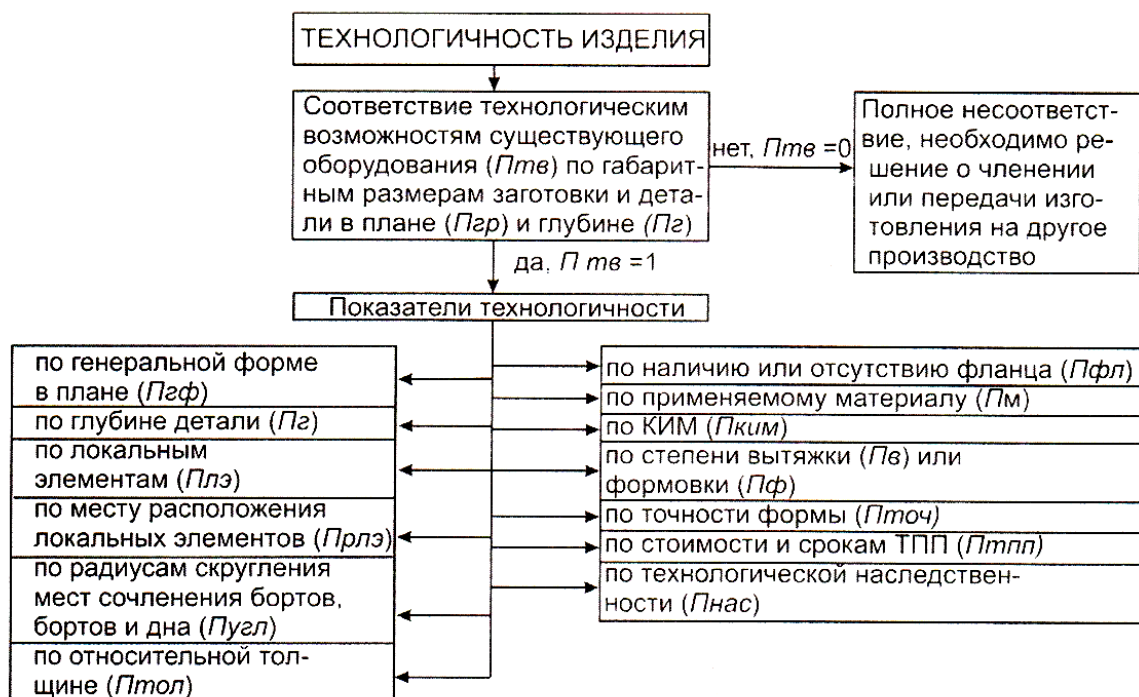 ТЕХНОЛОГИЧНОСТЬ ИЗДЕЛИЯ
Соответствие технологическим
возможностям существующего
оборудования (Птв) по габарит-
ным размерам заготовки и дета-
ли в плане (Пгр) и глубине (Пг)
нет, Птв =0
Полное несоответст-
вие, необходимо ре-
шение о членении
или передачи изго-
товления на другое
производство
да, П тв =1
Показатели технологичности
по генеральной форме
в плане (Пгф)
по глубине детали (Пг)
по локальным
элементам (Плэ)
по месту расположения
локальных элементов (Прлэ)
по радиусам скругления
мест сочленения бортов,
бортов и дна (Пугл)
по относительной тол-
щине (Птол)
по наличию или отсутствию фланца (Пфл)
по применяемому материалу (Пм)
по КИМ (Пким)
по степени вытяжки (Пв) или
формовки (Пф)
по точности формы (Пточ)
по стоимости и срокам ТПП (Птпп)
по технологической наследствен-
ности (Пнас)